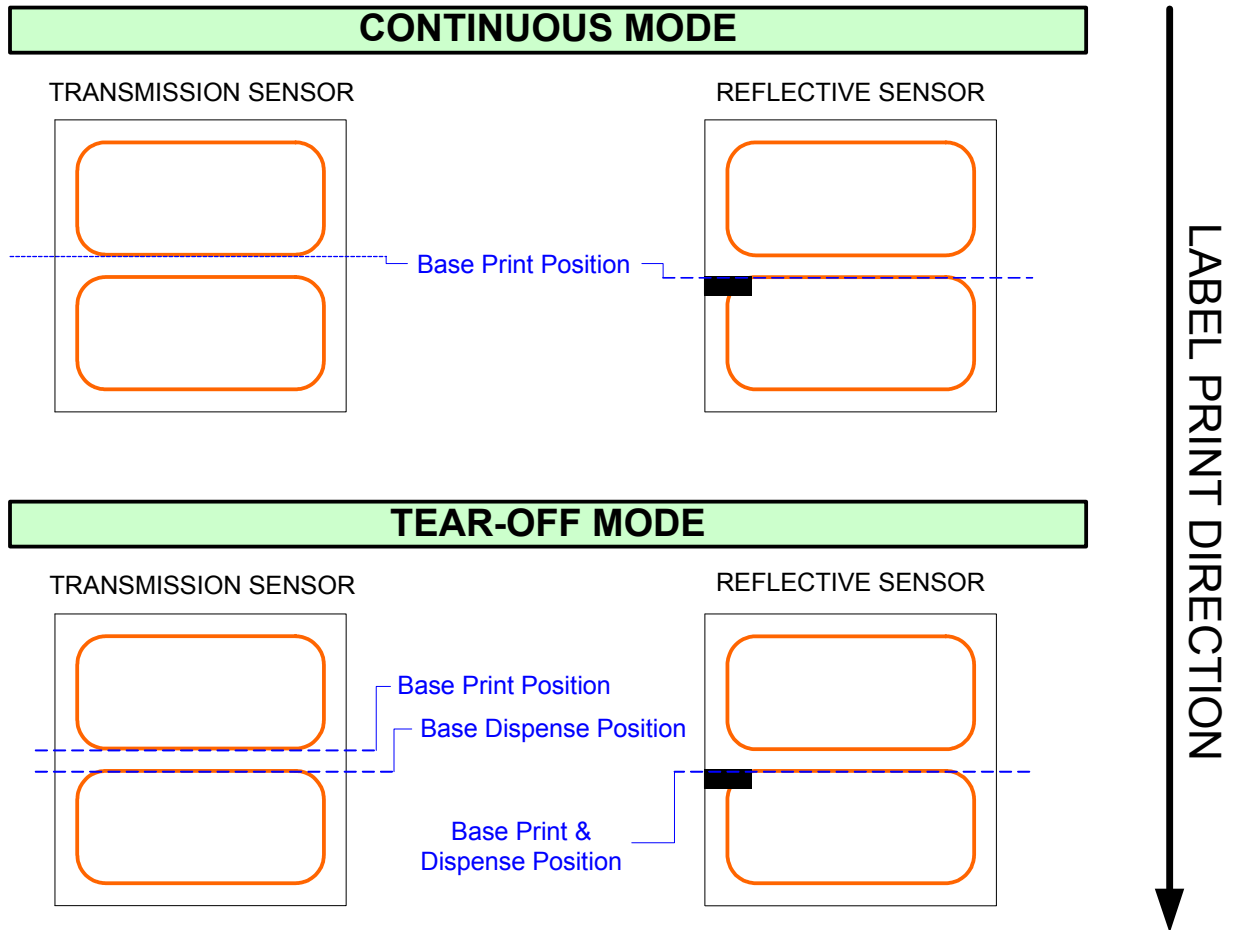 CONTINUOUS MODE
TRANSMISSION SENSOR
REFLECTIVE SENSOR
Base Print Position
TEAR-OFF MODE
TRANSMISSION SENSOR
REFLECTIVE SENSOR
Base Print Position
Base Dispense Position
Base Print &
Dispense Position
LABEL PRINT DIRECTION